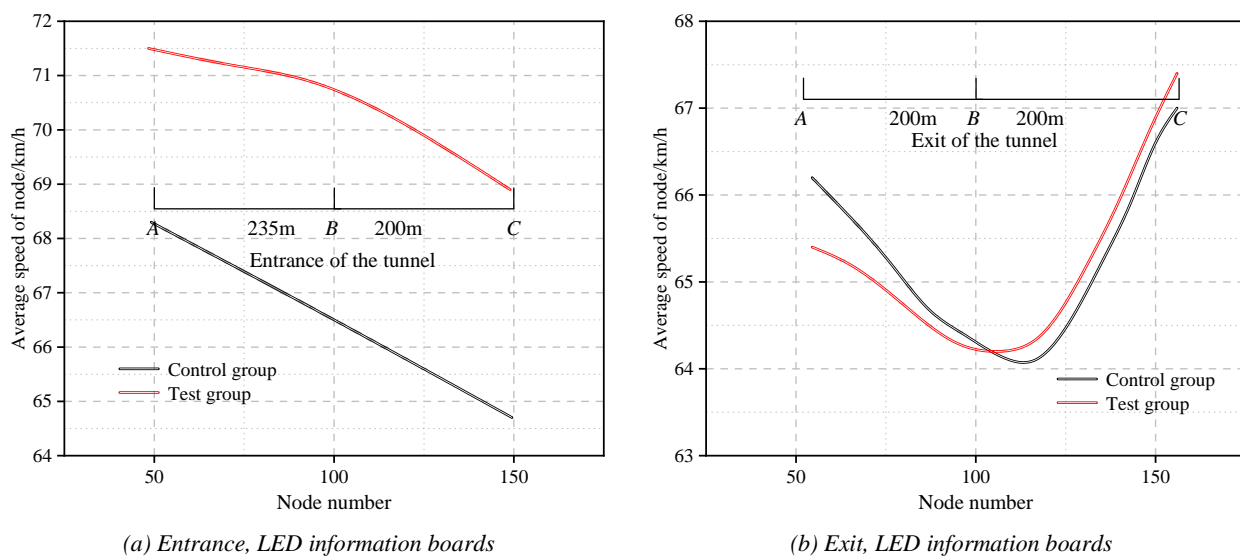 72
71
70
69
68
67
66
65
64
Average speed of node/km/h
A 235m B 200m C
Entrance of the tunnel
Control group
Test group
50 100 150
Node number
(a) Entrance, LED information boards
68
67
66
65
64
63
Average speed of node/km/h
A 200m B 200m C
Exit of the tunnel
Control group
Test group
50 100 150
Node number
(b) Exit, LED information boards